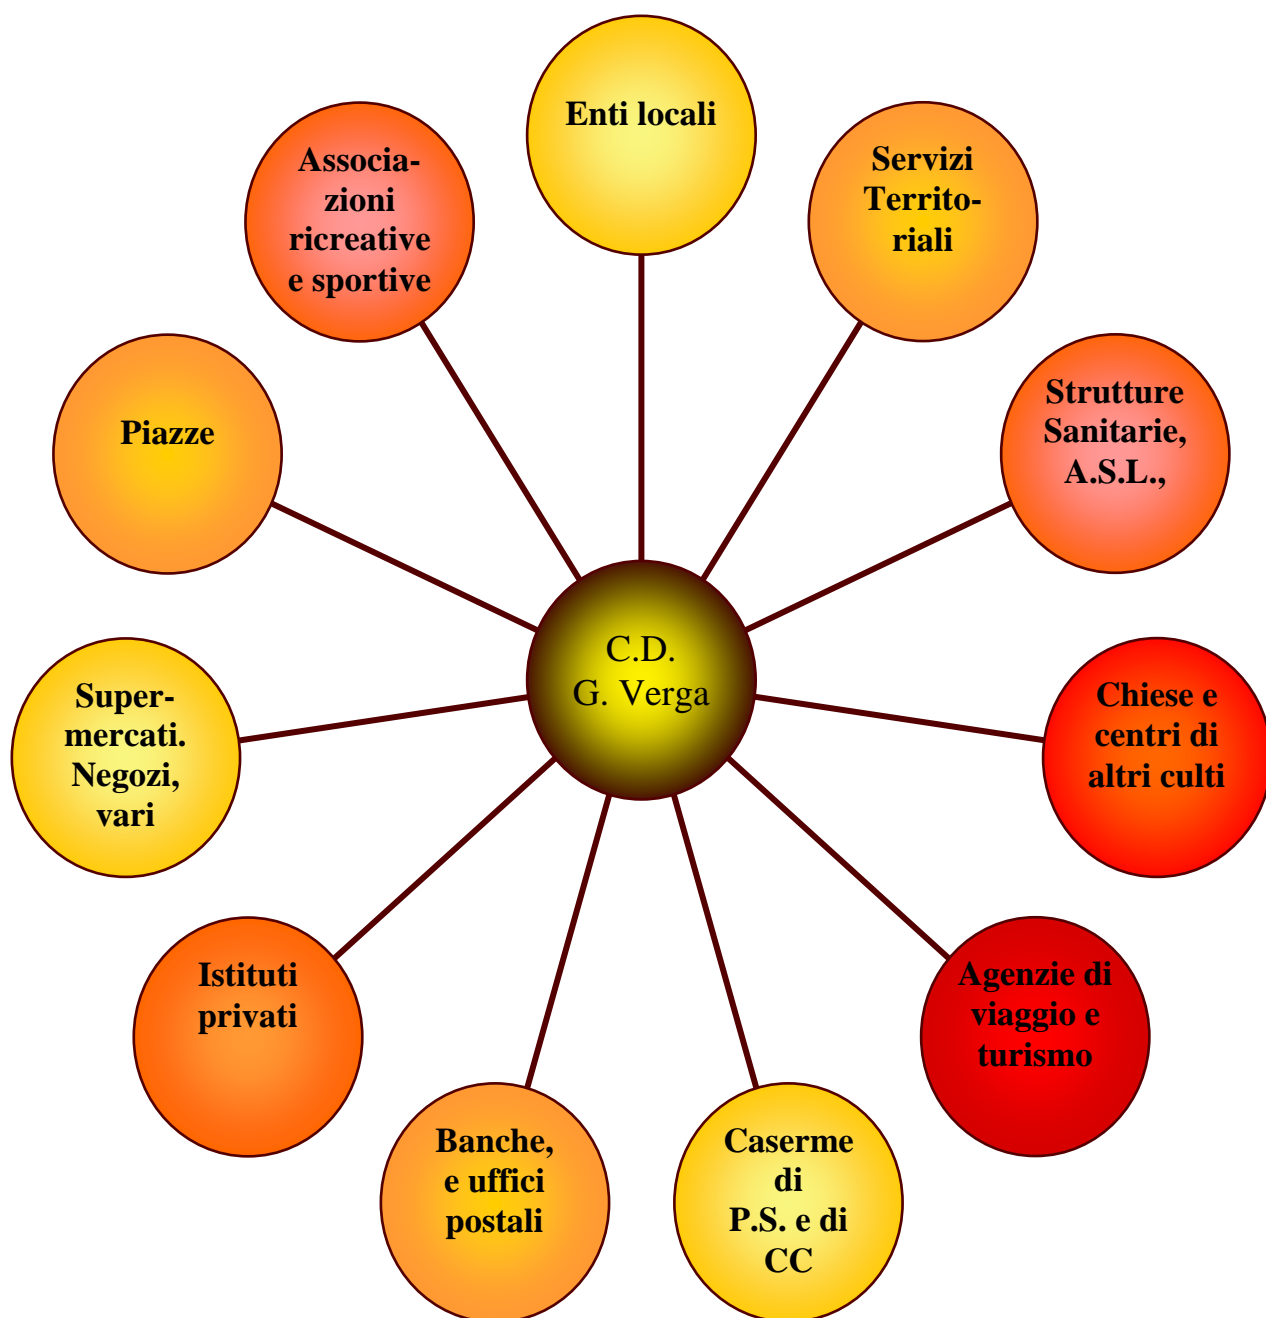 Enti locali
Servizi
Territo-
riali
Strutture
Sanitarie,
A.S.L.,
Chiese e
centri di
altri culti
Agenzie di
viaggio e
turismo
Caserme
di
P.S. e di
CC
Banche,
e uffici
postali
Istituti
privati
Super-
mercati.
Negozi,
vari
Piazze
Associa-
zioni
ricreative
e sportive
C.D.
G. Verga